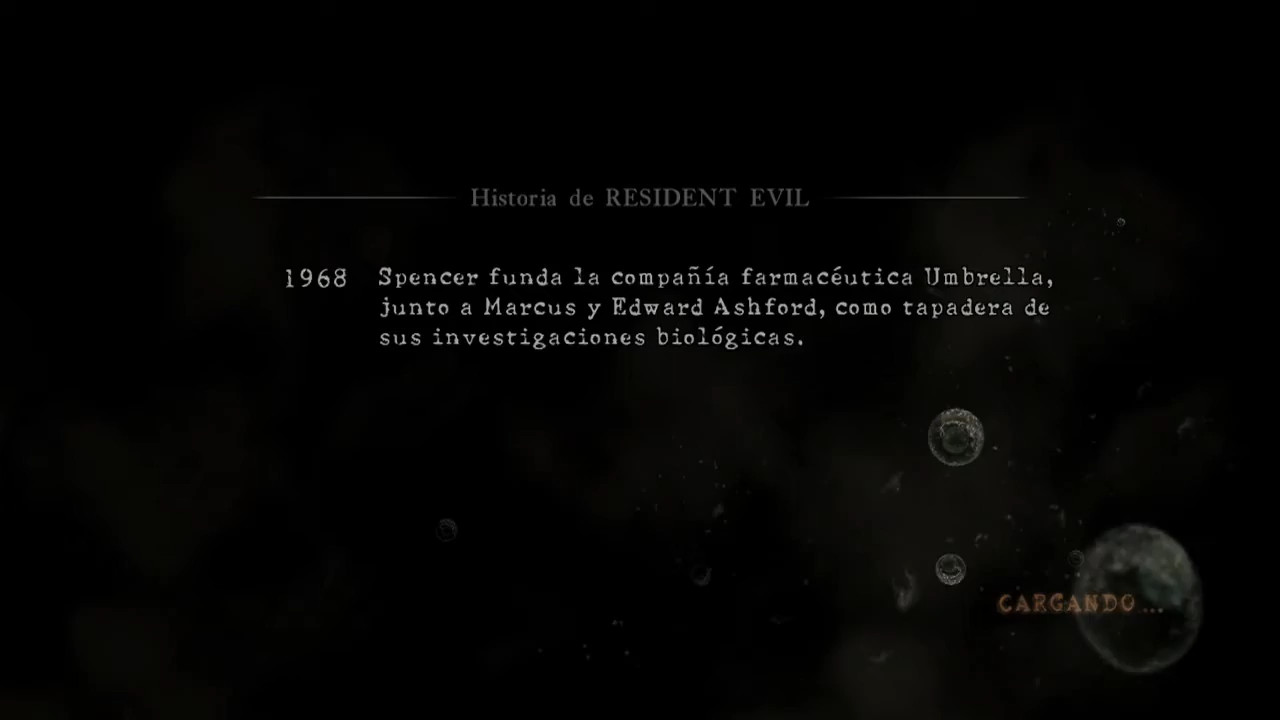 Historia de RESIDENT EVIL
1968 Spencer funda la compañía farmacéutica Umbrella,
junto a Marcus y Edward Ashford, como tapadera de
sus investigaciones biológicas.
CARGANDO...